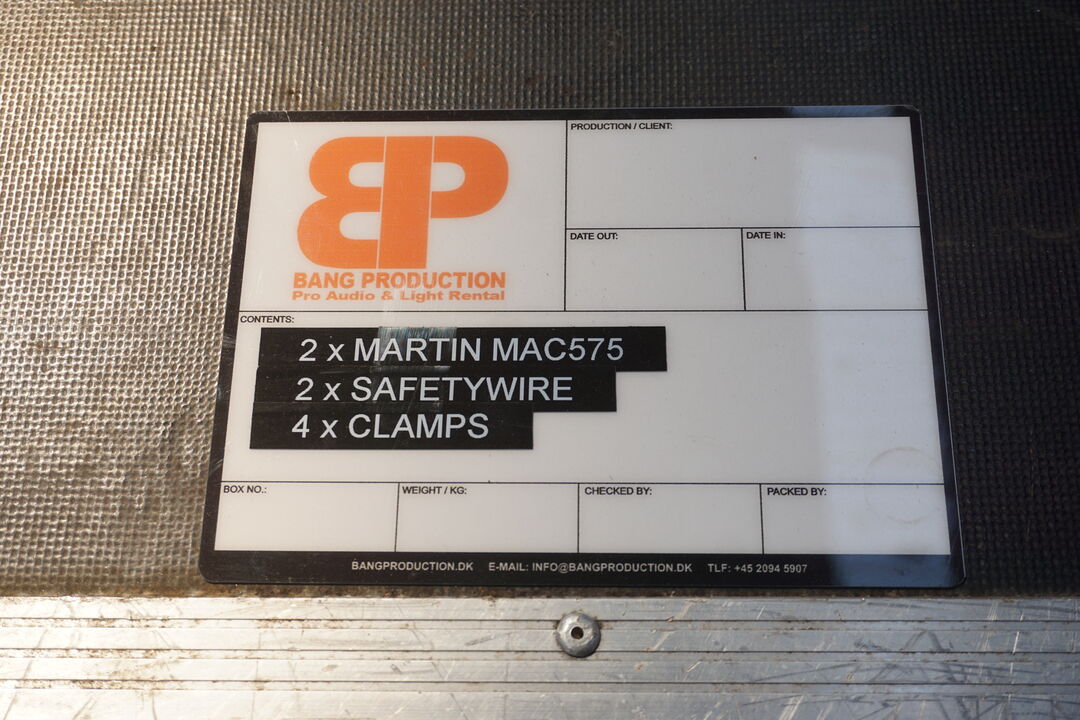 BP
BANG PRODUCTION
Pro Audio & Light Rental
PRODUCTION / CLIENT:
DATE OUT:
DATE IN:
CONTENTS:
2 x MARTIN MAC575
2 x SAFETYWIRE
4 x CLAMPS
BOX NO.:
WEIGHT / KG:
CHECKED BY:
PACKED BY:
BANGPRODUCTION.DK E-MAIL: INFO@BANGPRODUCTION.DK TLF: +45 2094 5907